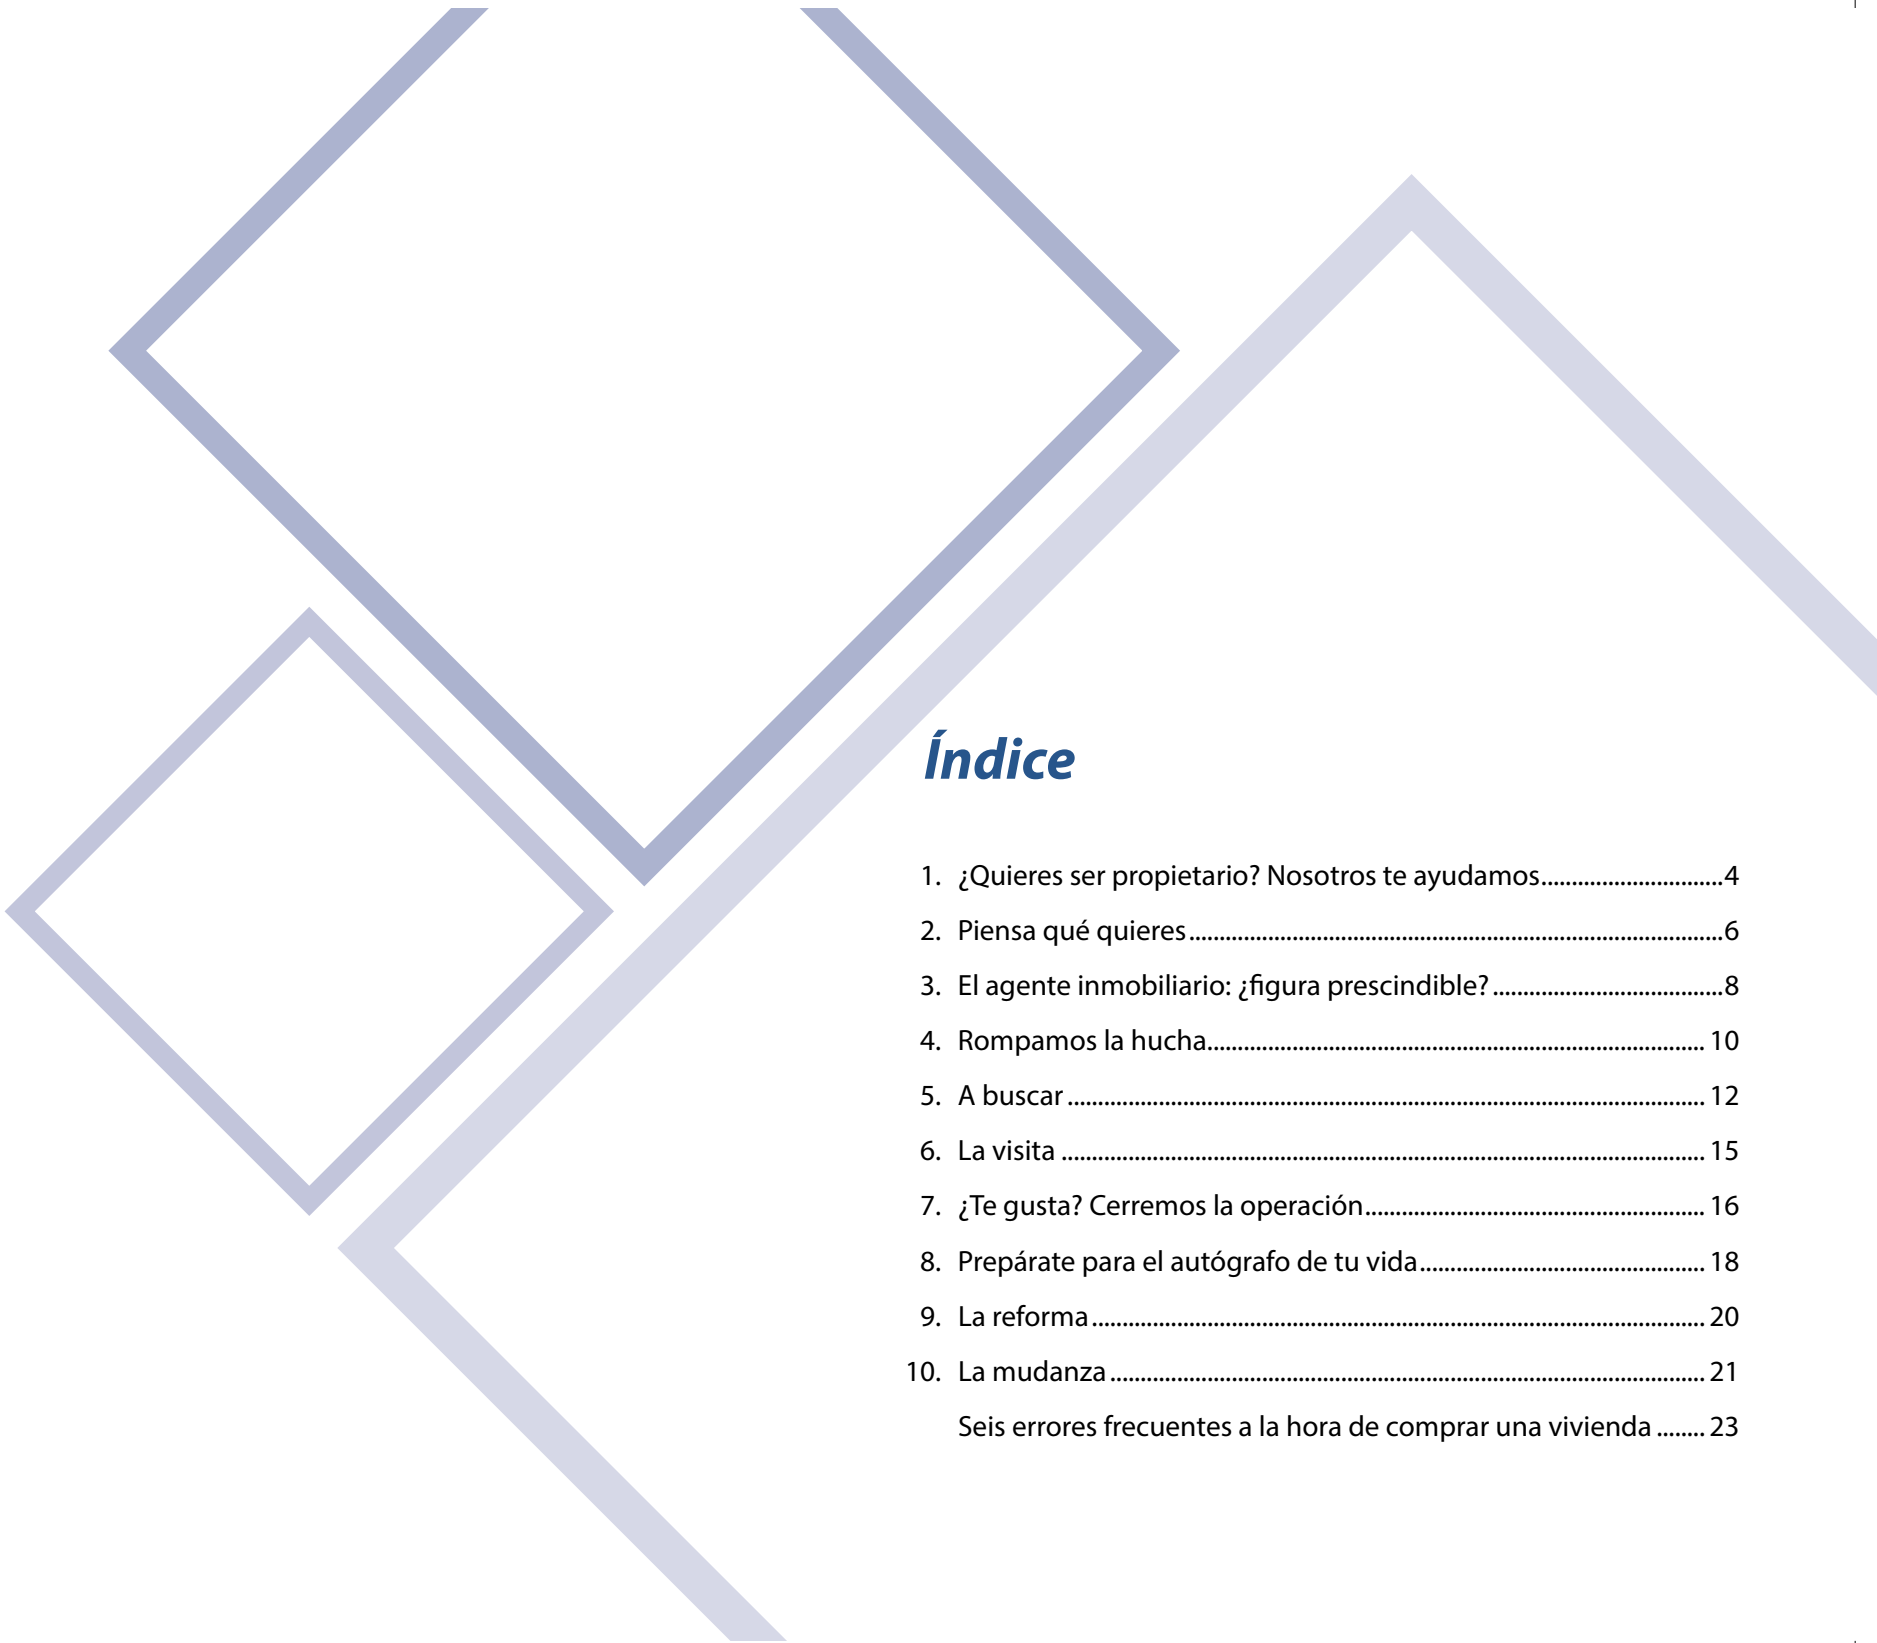 Índice
1. ¿Quieres ser propietario? Nosotros te ayudamos..............................4
2. Piensa qué quieres........................................................................................6
3. El agente inmobiliario: ¿figura prescindible?......................................8
4. Rompamos la hucha.................................................................................. 10
5. A buscar......................................................................................................... 12
6. La visita .......................................................................................................... 15
7. ¿Te gusta? Cerremos la operación........................................................ 16
8. Prepárate para el autógrafo de tu vida............................................... 18
9. La reforma..................................................................................................... 20
10. La mudanza.................................................................................................. 21
Seis errores frecuentes a la hora de comprar una vivienda ........ 23